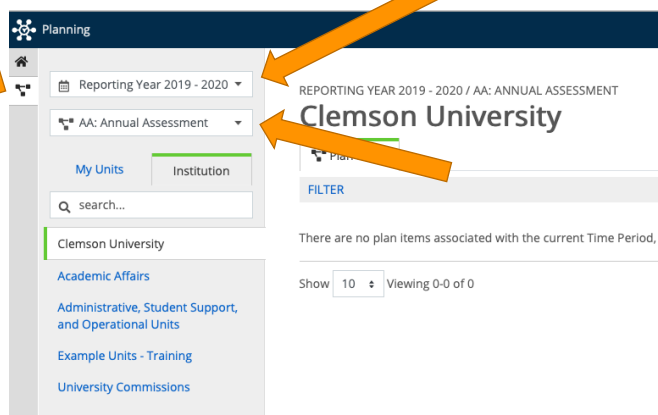 Planning
Reporting Year 2019 - 2020
AA: Annual Assessment
My Units
Institution
search...
Clemson University
Academic Affairs
Administrative, Student Support,
and Operational Units
Example Units - Training
University Commissions
REPORTING YEAR 2019 - 2020 / AA: ANNUAL ASSESSMENT
Clemson University
FILTER
There are no plan items associated with the current Time Period,
Show 10 Viewing 0-0 of 0